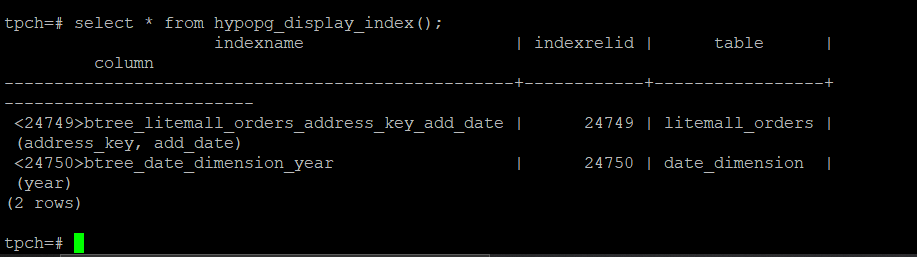 tpch=# select * from hypopg_display_index();
                     indexname                     | indexrelid |      table      |
         column
---------------------------------------------------+------------+-----------------+
-------------------------
 <24749>btree_litemall_orders_address_key_add_date |      24749 | litemall_orders |
 (address_key, add_date)
 <24750>btree_date_dimension_year                  |      24750 | date_dimension  |
 (year)
(2 rows)
tpch=#